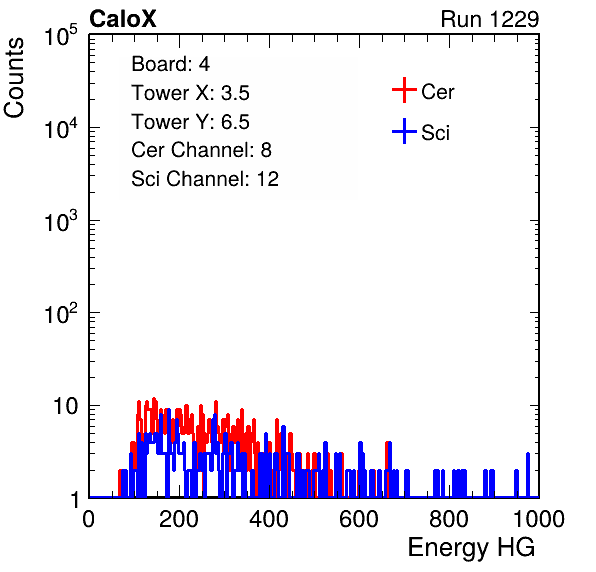 CaloX Run 1229
Counts
Board: 4
Tower X: 3.5
Tower Y: 6.5
Cer Channel: 8
Sci Channel: 12
Cer
Sci
10^5
10^4
10^3
10^2
10
1
0 200 400 600 800 1000
Energy HG